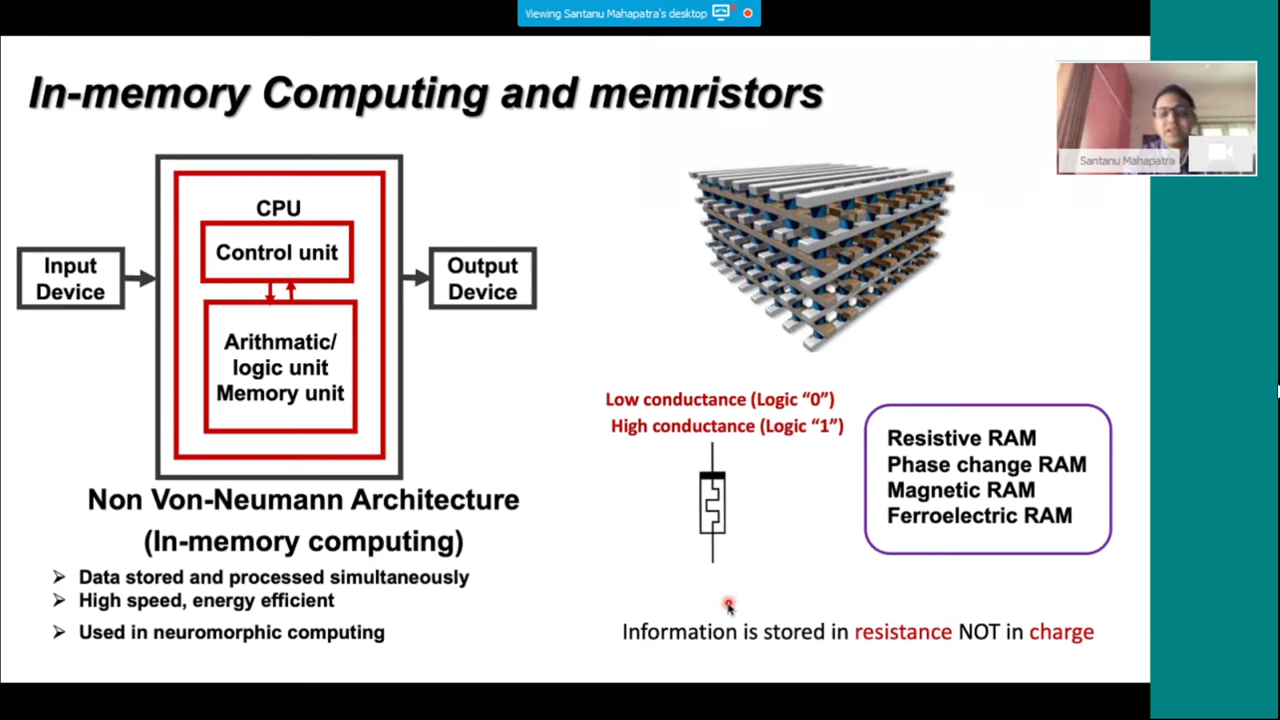 Viewing Santanu Mahapatra's desktop
In-memory Computing and memristors
Santanu Mahapatra
CPU
Control unit
Input
Device
Output
Device
Arithmatic/
logic unit
Memory unit
Low conductance (Logic “0”)
High conductance (Logic “1”)
Resistive RAM
Phase change RAM
Magnetic RAM
Ferroelectric RAM
Non Von-Neumann Architecture
(In-memory computing)
➢ Data stored and processed simultaneously
➢ High speed, energy efficient
➢ Used in neuromorphic computing
Information is stored in resistance NOT in charge